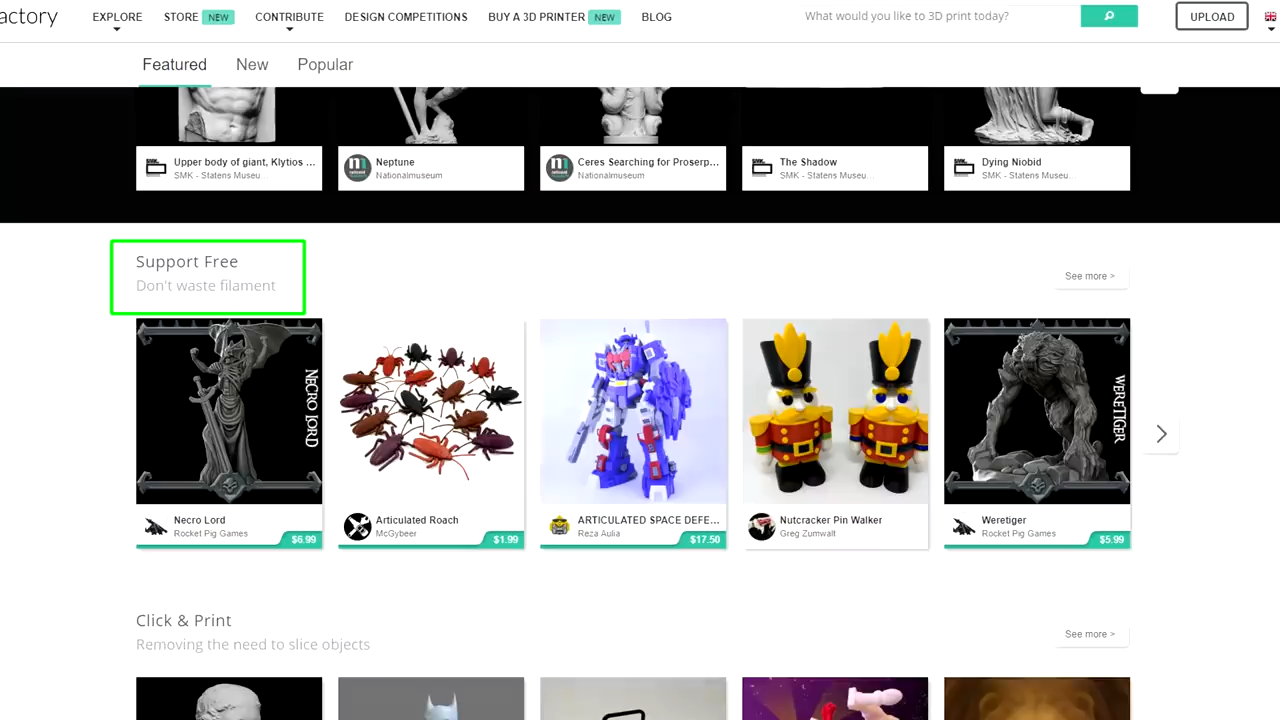 actory
EXPLORE
STORE NEW
CONTRIBUTE
DESIGN COMPETITIONS
BUY A 3D PRINTER NEW
BLOG
What would you like to 3D print today?
UPLOAD
Featured
New
Popular
Upper body of giant, Klytios ...
SMK - Statens Museu...
Neptune
Nationalmuseum
Ceres Searching for Proserp...
Nationalmuseum
The Shadow
SMK - Statens Museu...
Dying Niobid
SMK - Statens Museu...
Support Free
Don't waste filament
See more >
NECRO LORD
WERETIGER
Necro Lord
Rocket Pig Games
$6.99
Articulated Roach
McGybeer
$1.99
ARTICULATED SPACE DEFE...
Reza Aulia
$17.50
Nutcracker Pin Walker
Greg Zumwalt
Weretiger
Rocket Pig Games
$5.99
Click & Print
Removing the need to slice objects
See more >